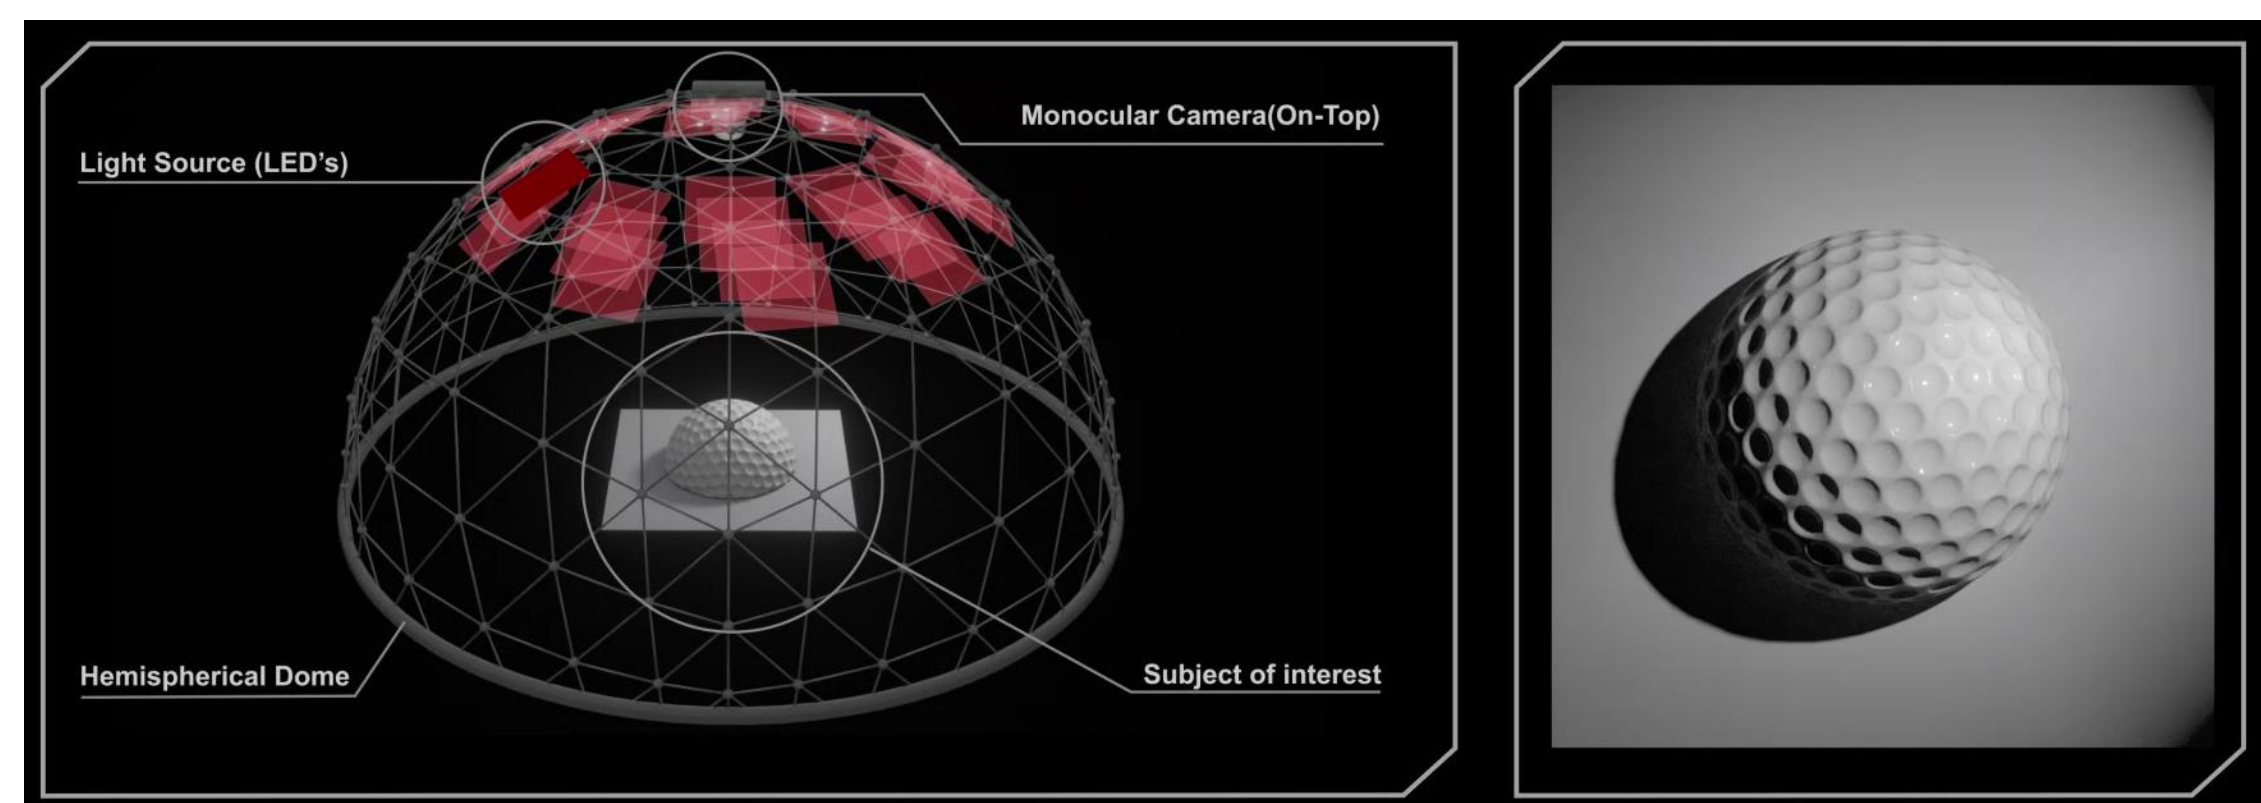 Monocular Camera(On-Top)
Light Source (LED's)
Hemispherical Dome
Subject of interest